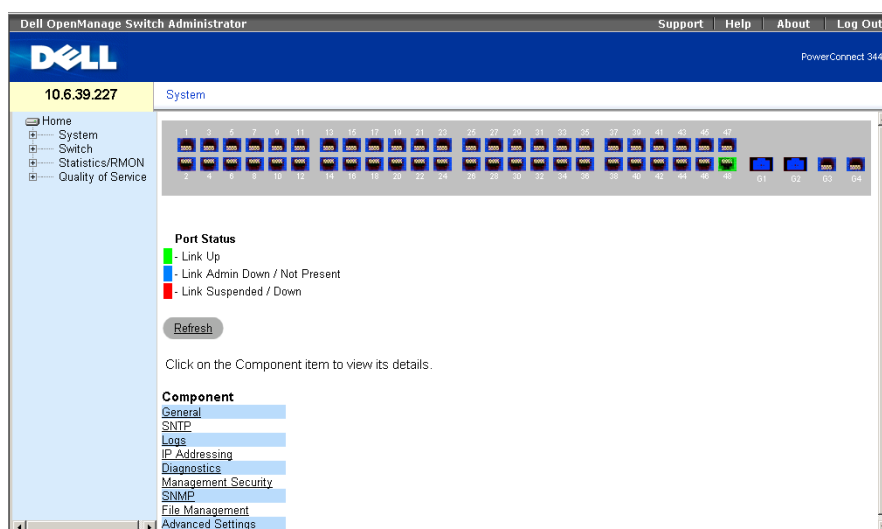 Dell OpenManage Switch Administrator
Support | Help | About | Log Out
DELL
PowerConnect 344
10.6.39.227
System
Home
System
Switch
Statistics/RMON
Quality of Service
1 3 5 7 9 11 13 15 17 19 21 23 25 27 29 31 33 35 37 39 41 43 45 47
2 4 6 8 10 12 14 16 18 20 22 24 26 28 30 32 34 36 38 40 42 44 46 48 G1 G2 G3 G4
Port Status
- Link Up
- Link Admin Down / Not Present
- Link Suspended / Down
Refresh
Click on the Component item to view its details.
Component
General
SNTP
Logs
IP Addressing
Diagnostics
Management Security
SNMP
File Management
Advanced Settings